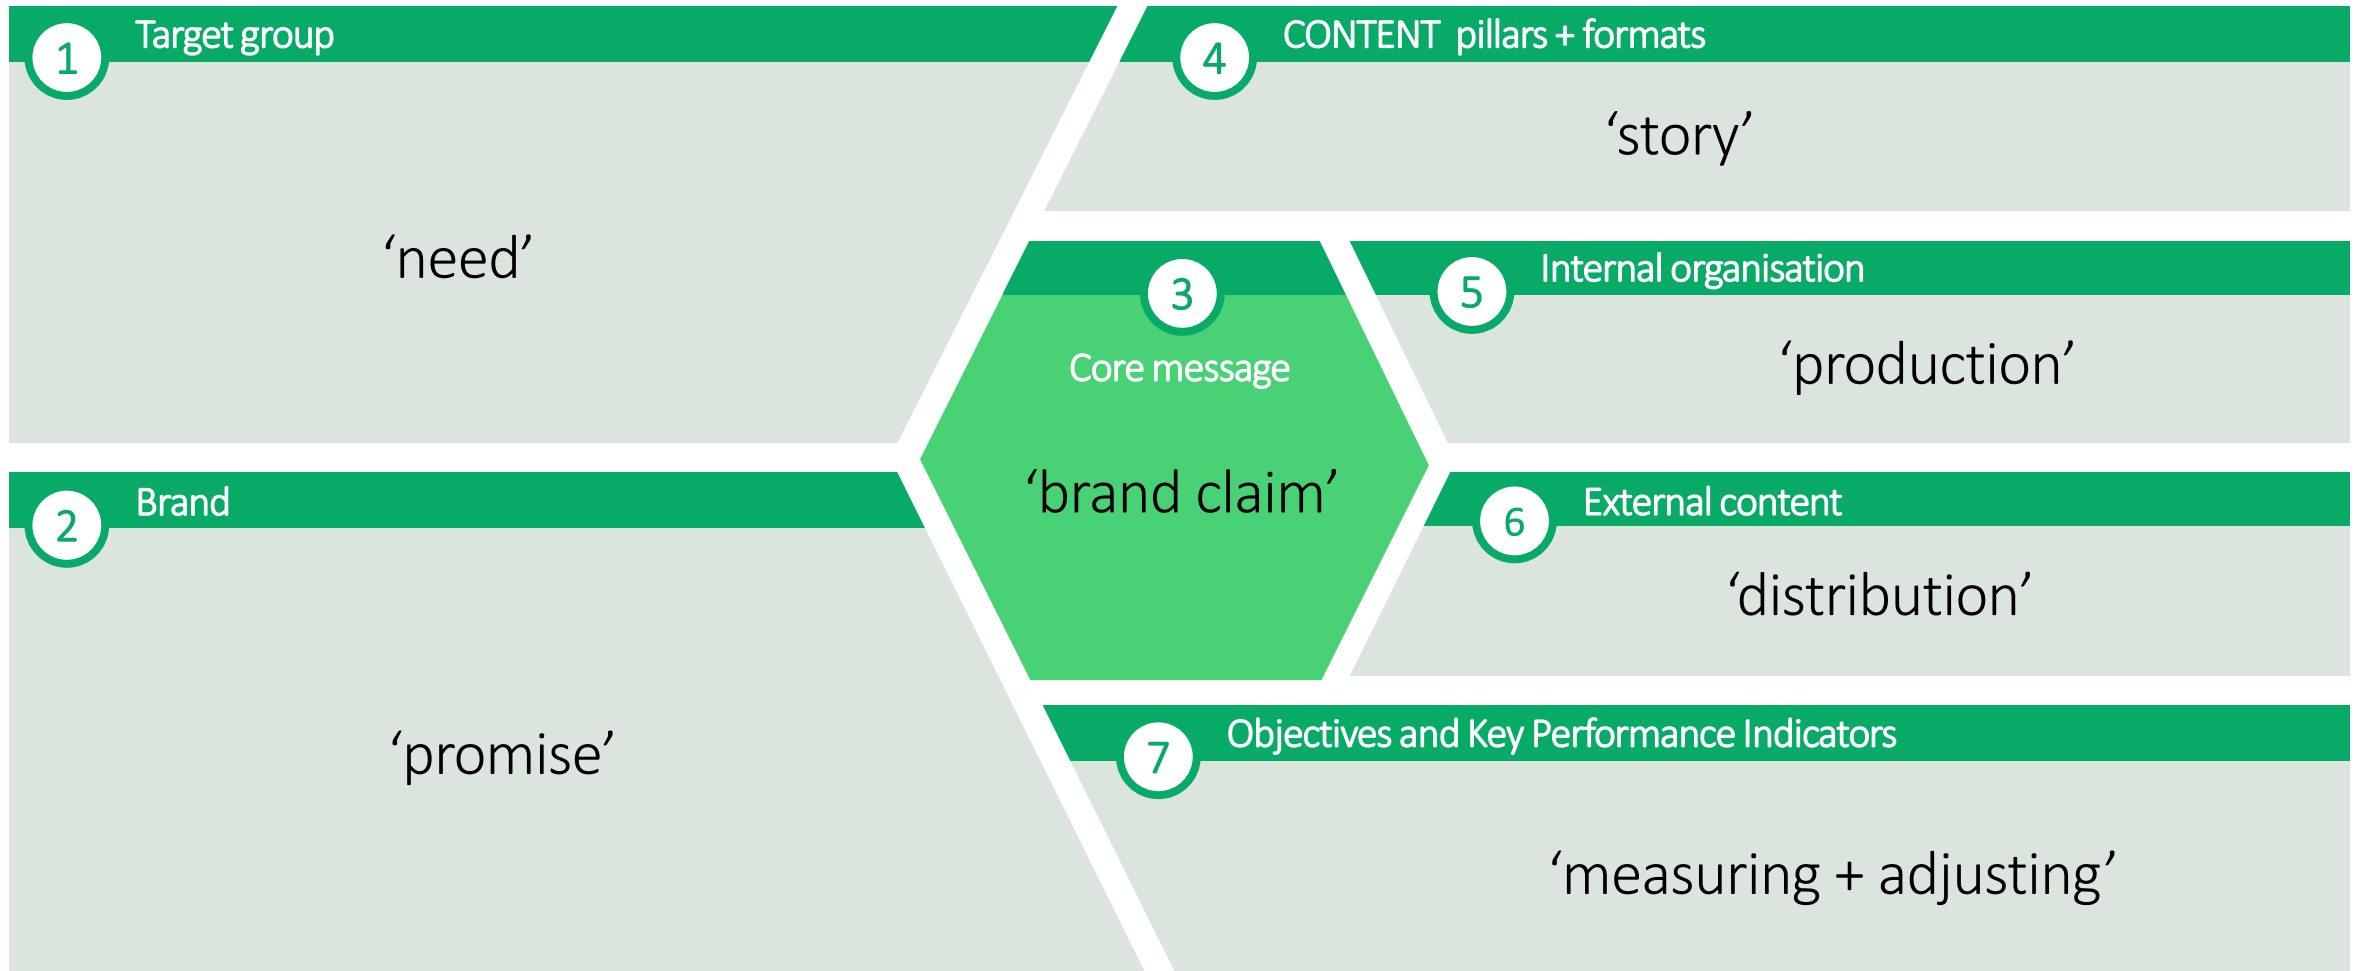 1
Target group
‘need’
2
Brand
‘promise’
3
Core message
‘brand claim’
4
CONTENT pillars + formats
‘story’
5
Internal organisation
‘production’
6
External content
‘distribution’
7
Objectives and Key Performance Indicators
‘measuring + adjusting’